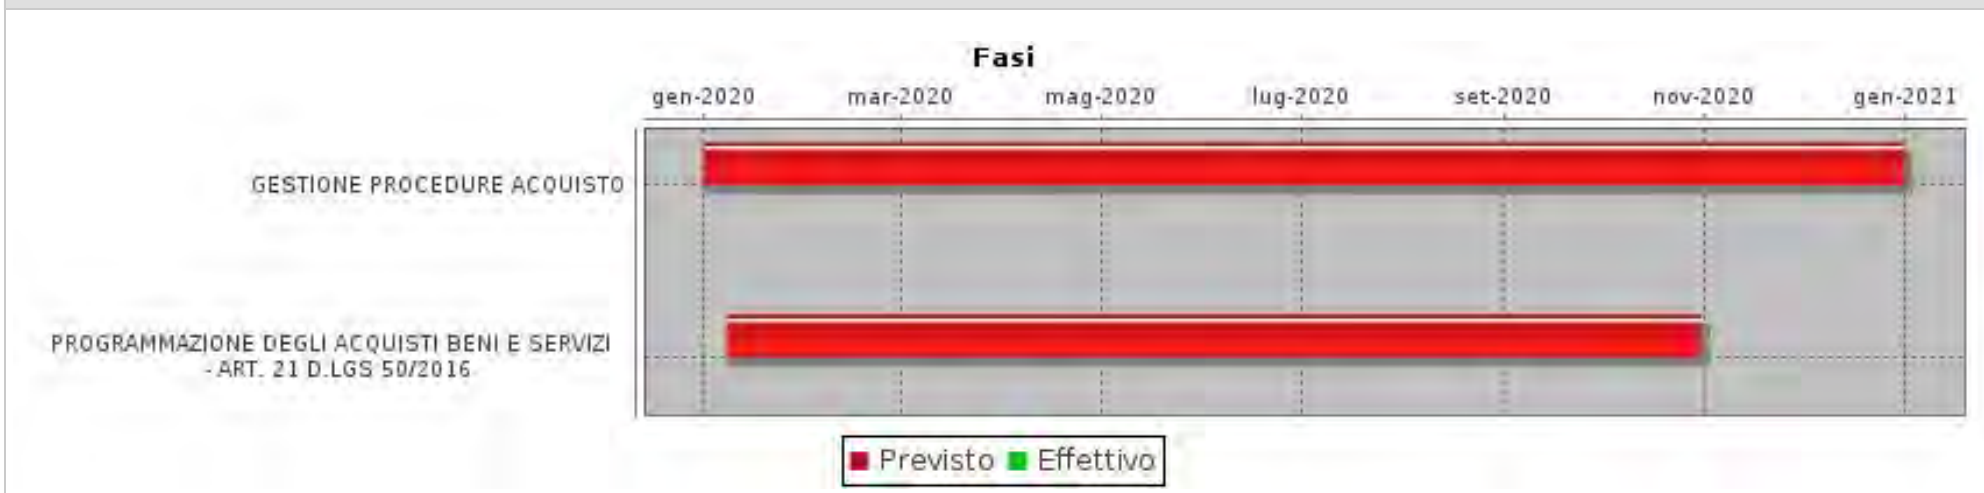 Fasi
gen-2020 mar-2020 mag-2020 lug-2020 set-2020 nov-2020 gen-2021
GESTIONE PROCEDURE ACQUISTO
PROGRAMMAZIONE DEGLI ACQUISTI BENI E SERVIZI
- ART. 21 D.LGS 50/2016
Previsto Effettivo